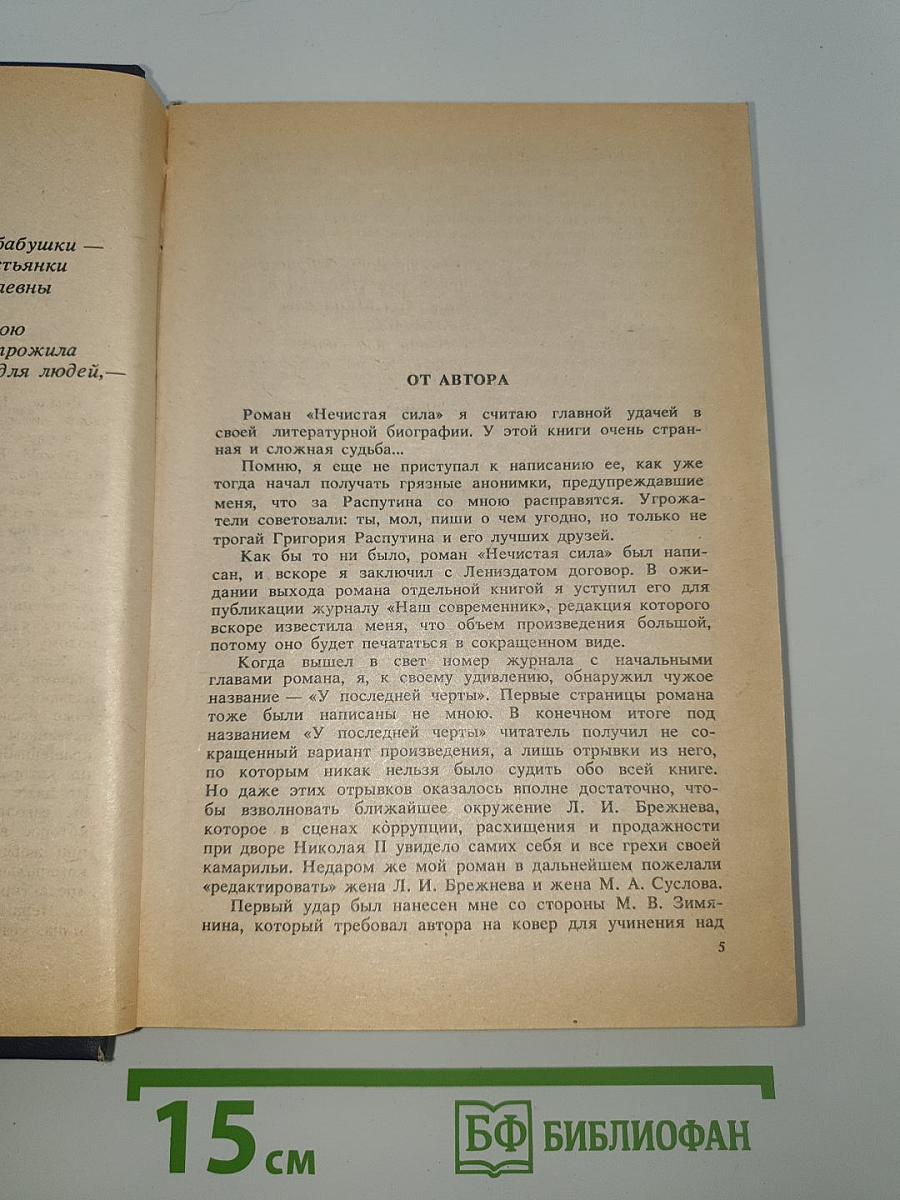 бабушки —
стьянки
аевны
ою
прожила
для людей,—
ОТ АВТОРА
Роман «Нечистая сила» я считаю главной удачей в
своей литературной биографии. У этой книги очень стран-
ная и сложная судьба...
Помню, я еще не приступал к написанию ее, как уже
тогда начал получать грязные анонимки, предупреждавшие
меня, что за Распутина со мною расправятся. Угрожа-
тели советовали: ты, мол, пиши о чем угодно, но только не
трогай Григория Распутина и его лучших друзей.
Как бы то ни было, роман «Нечистая сила» был напи-
сан, и вскоре я заключил с Лениздатом договор. В ожи-
дании выхода романа отдельной книгой я уступил его для
публикации журналу «Наш современник», редакция которого
вскоре известила меня, что объем произведения большой,
потому оно будет печататься в сокращенном виде.
Когда вышел в свет номер журнала с начальными
главами романа, я, к своему удивлению, обнаружил чужое
название — «У последней черты». Первые страницы романа
тоже были написаны не мною. В конечном итоге под
названием «У последней черты» читатель получил не со-
кращенный вариант произведения, а лишь отрывки из него,
по которым никак нельзя было судить обо всей книге.
Но даже этих отрывков оказалось вполне достаточно, что-
бы взволновать ближайшее окружение Л. И. Брежнева,
которое в сценах коррупции, расхищения и продажности
при дворе Николая II увидело самих себя и все грехи своей
камарильи. Недаром же мой роман в дальнейшем пожелали
«редактировать» жена Л. И. Брежнева и жена М. А. Суслова.
Первый удар был нанесен мне со стороны М. В. Зимя-
нина, который требовал автора на ковер для учинения над
5
15 см
БФ БИБЛИОФАН